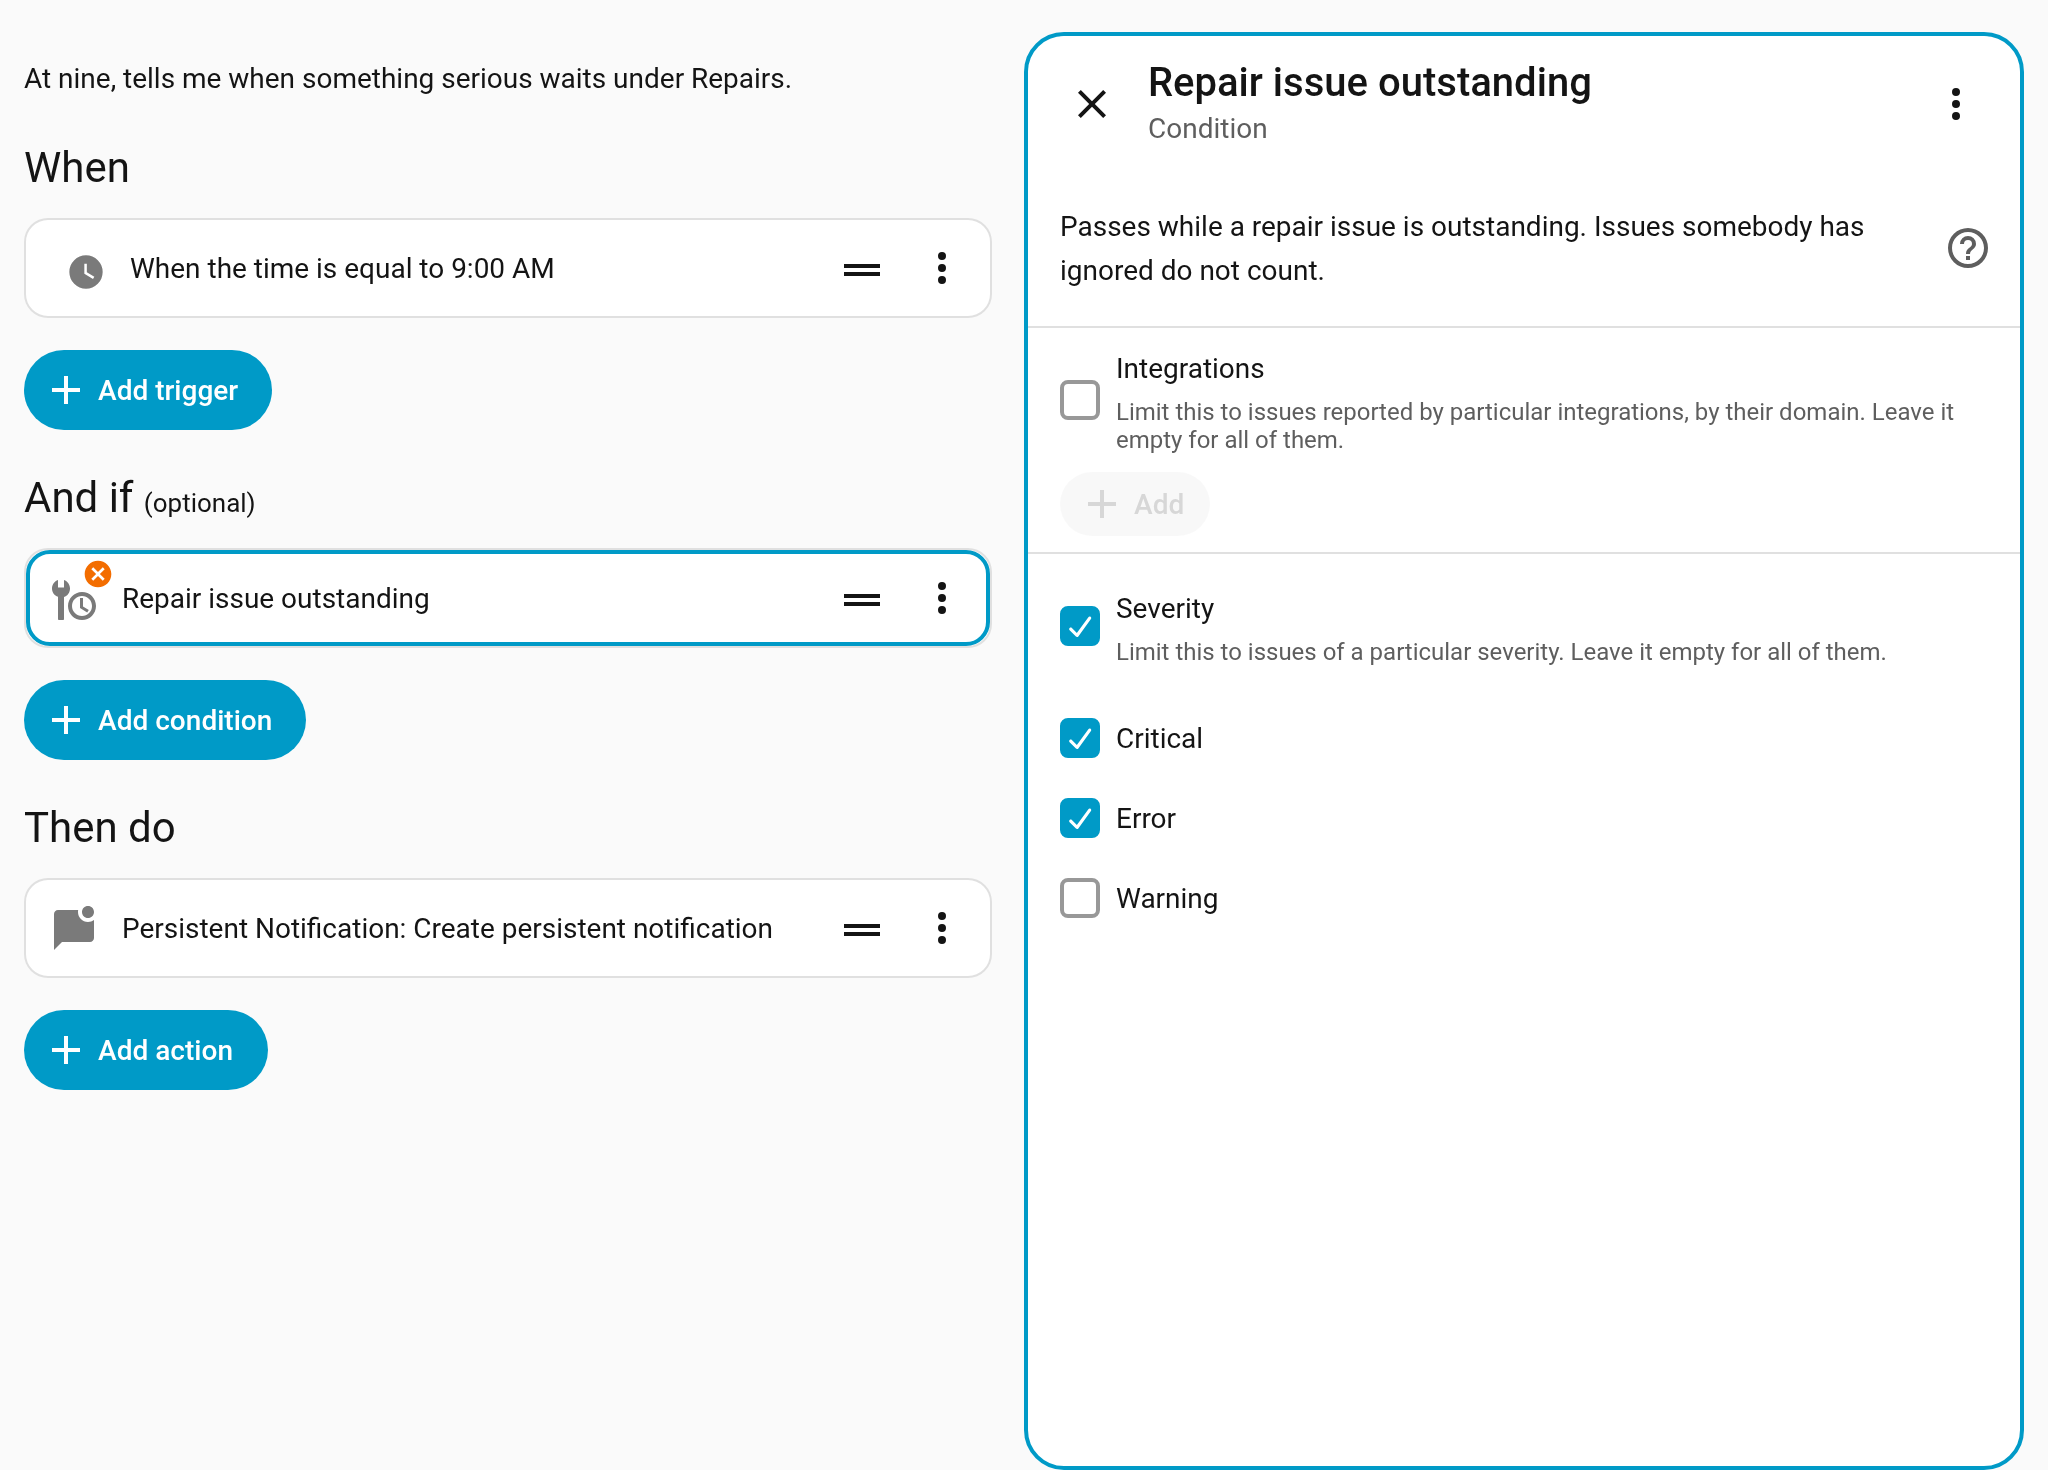 At nine, tells me when something serious waits under Repairs.
When
When the time is equal to 9:00 AM
Add trigger
And if (optional)
Repair issue outstanding
Add condition
Then do
Persistent Notification: Create persistent notification
Add action
Repair issue outstanding
Condition
Passes while a repair issue is outstanding. Issues somebody has
ignored do not count.
Integrations
Limit this to issues reported by particular integrations, by their domain. Leave it
empty for all of them.
Add
Severity
Limit this to issues of a particular severity. Leave it empty for all of them.
Critical
Error
Warning